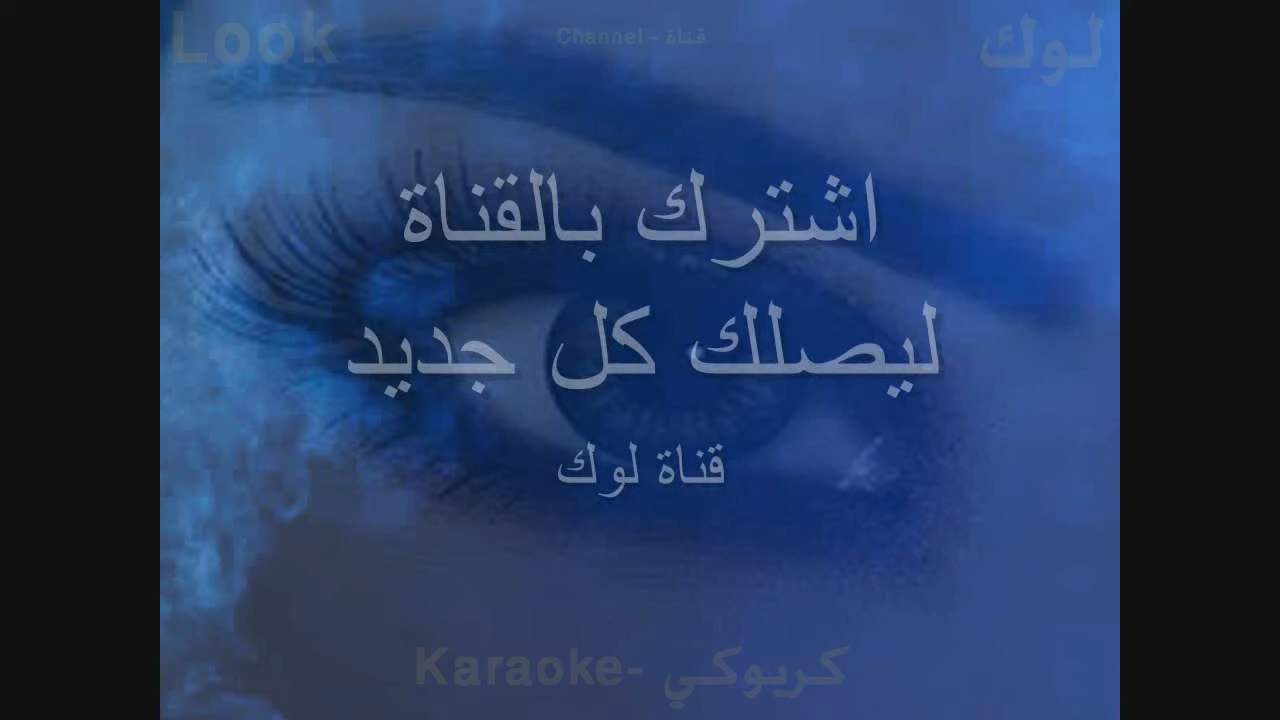 Look
Channel - قناة
لوك
اشترك بالقناة
ليصلك كل جديد
قناة لوك
Karaoke- كريوكي